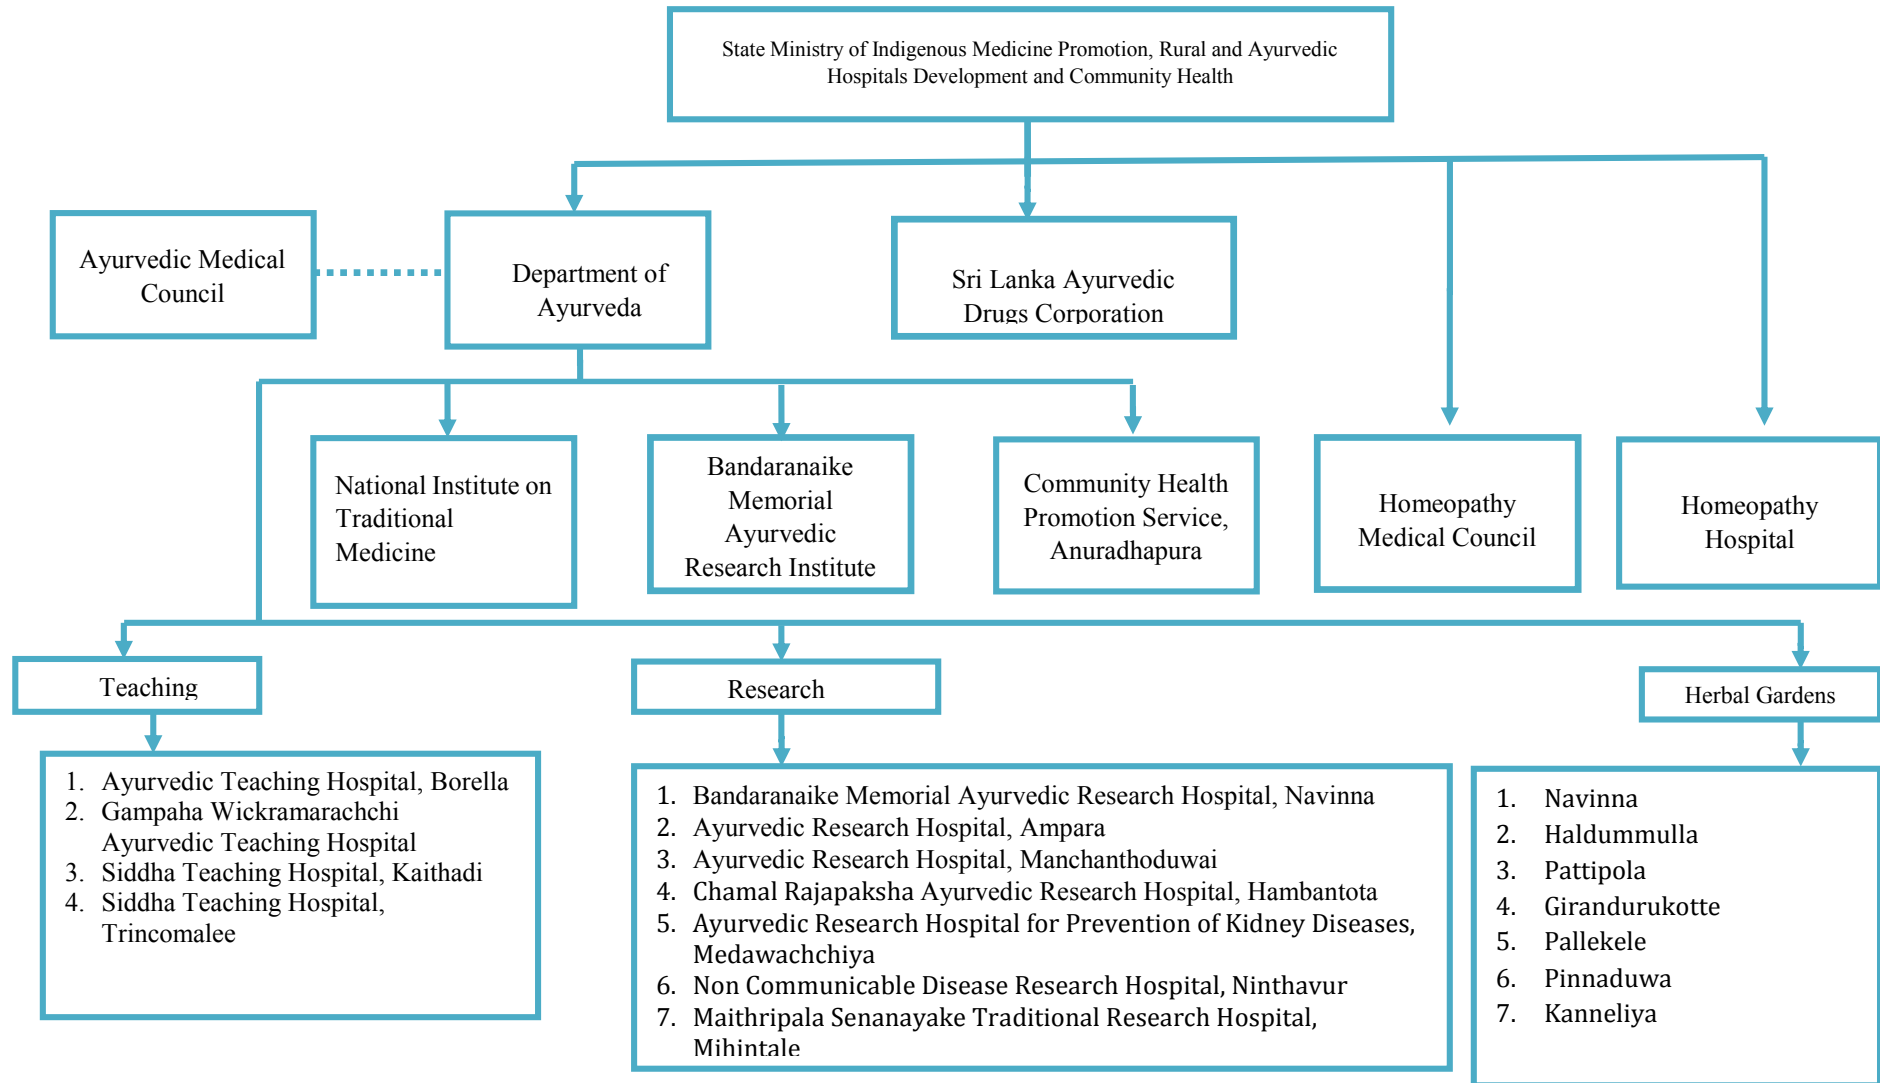 State Ministry of Indigenous Medicine Promotion, Rural and Ayurvedic
Hospitals Development and Community Health
Ayurvedic Medical
Council
Department of
Ayurveda
Sri Lanka Ayurvedic
Drugs Corporation
National Institute on
Traditional
Medicine
Bandaranaike
Memorial
Ayurvedic
Research Institute
Community Health
Promotion Service,
Anuradhapura
Homeopathy
Medical Council
Homeopathy
Hospital
Teaching
Research
Herbal Gardens
1. Ayurvedic Teaching Hospital, Borella
2. Gampaha Wickramarachchi
Ayurvedic Teaching Hospital
3. Siddha Teaching Hospital, Kaithadi
4. Siddha Teaching Hospital,
Trincomalee
1. Bandaranaike Memorial Ayurvedic Research Hospital, Navinna
2. Ayurvedic Research Hospital, Ampara
3. Ayurvedic Research Hospital, Manchanthoduwai
4. Chamal Rajapaksha Ayurvedic Research Hospital, Hambantota
5. Ayurvedic Research Hospital for Prevention of Kidney Diseases,
Medawachchiya
6. Non Communicable Disease Research Hospital, Ninthavur
7. Maithripala Senanayake Traditional Research Hospital,
Mihintale
1. Navinna
2. Haldummulla
3. Pattipola
4. Girandurukotte
5. Pallekele
6. Pinnaduwa
7. Kanneliya